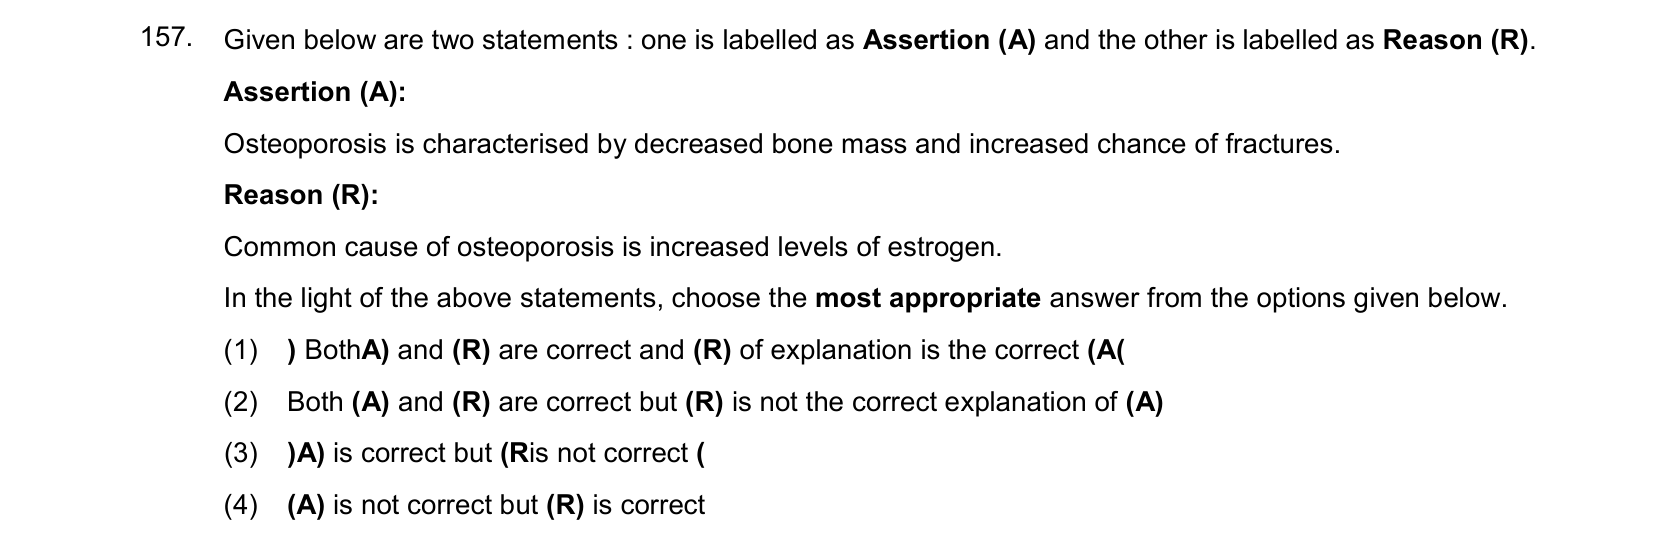 157. Given below are two statements : one is labelled as Assertion (A) and the other is labelled as Reason (R).
Assertion (A):
Osteoporosis is characterised by decreased bone mass and increased chance of fractures.
Reason (R):
Common cause of osteoporosis is increased levels of estrogen.
In the light of the above statements, choose the most appropriate answer from the options given below.
(1) ) BothA) and (R) are correct and (R) of explanation is the correct (A(
(2) Both (A) and (R) are correct but (R) is not the correct explanation of (A)
(3) )A) is correct but (Ris not correct (
(4) (A) is not correct but (R) is correct